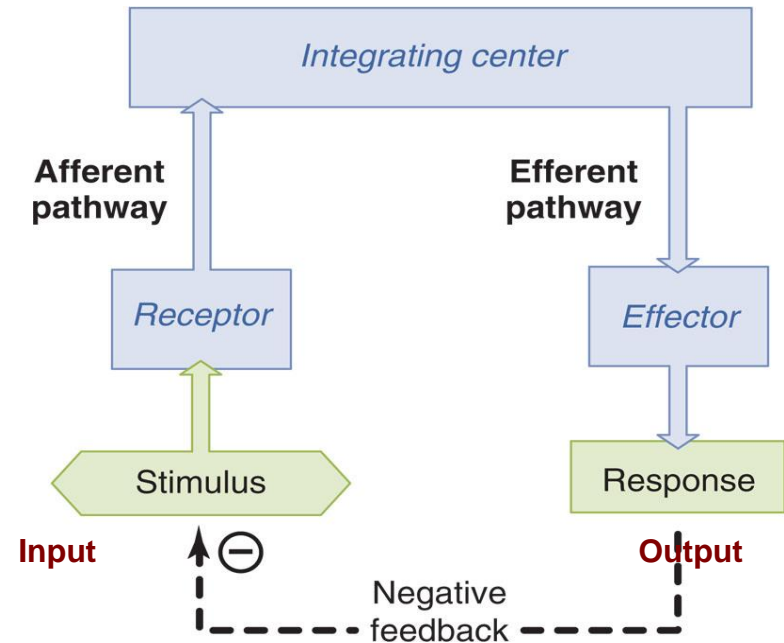 Integrating center
Afferent
pathway
Efferent
pathway
Receptor
Effector
Stimulus
Response
Input
Output
Negative
feedback